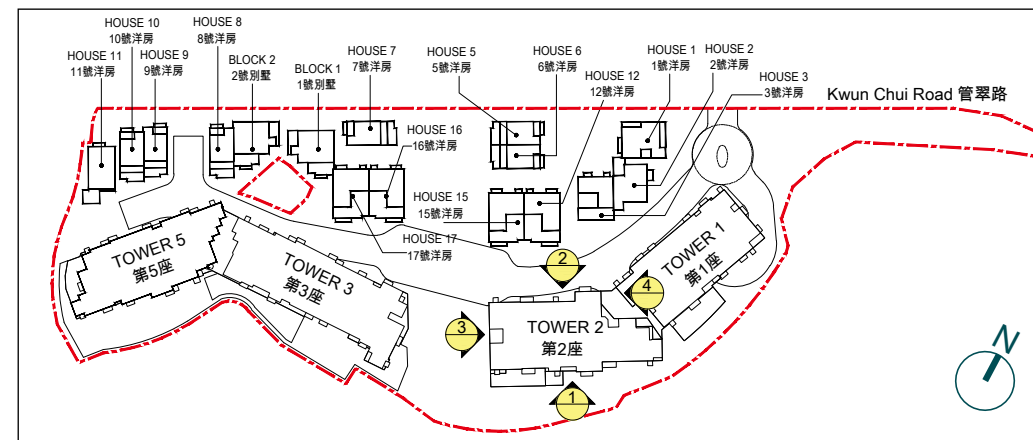 HOUSE 10
10號洋房
HOUSE 8
8號洋房
HOUSE 11
11號洋房
HOUSE 9
9號洋房
BLOCK 2
2號別墅
BLOCK 1
1號別墅
HOUSE 7
7號洋房
HOUSE 5
5號洋房
HOUSE 6
6號洋房
HOUSE 12
12號洋房
HOUSE 1
1號洋房
HOUSE 2
2號洋房
HOUSE 3
3號洋房
Kwun Chui Road 管翠路
HOUSE 16
16號洋房
HOUSE 15
15號洋房
HOUSE 17
17號洋房
TOWER 5
第5座
TOWER 3
第3座
TOWER 2
第2座
TOWER 1
第1座
2
4
3
1
N